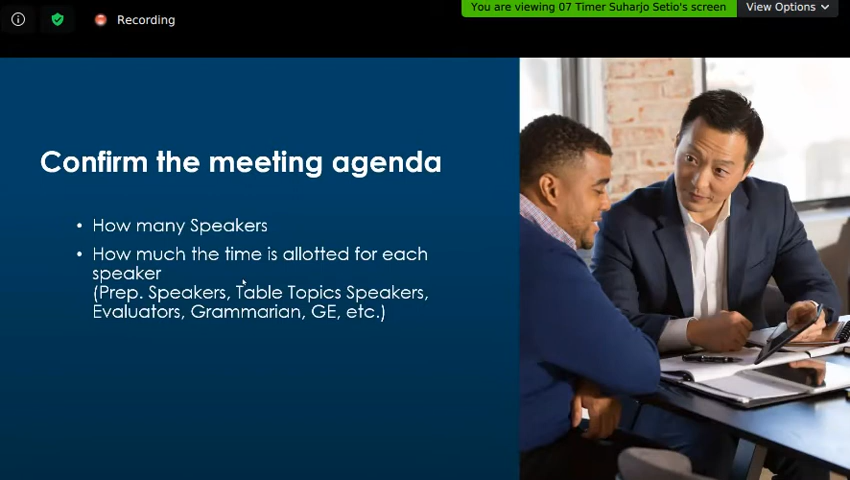 Recording
You are viewing 07 Timer Suharjo Setio's screen
View Options
Confirm the meeting agenda
• How many Speakers
• How much the time is allotted for each
speaker
(Prep. Speakers, Table Topics Speakers,
Evaluators, Grammarian, GE, etc.)